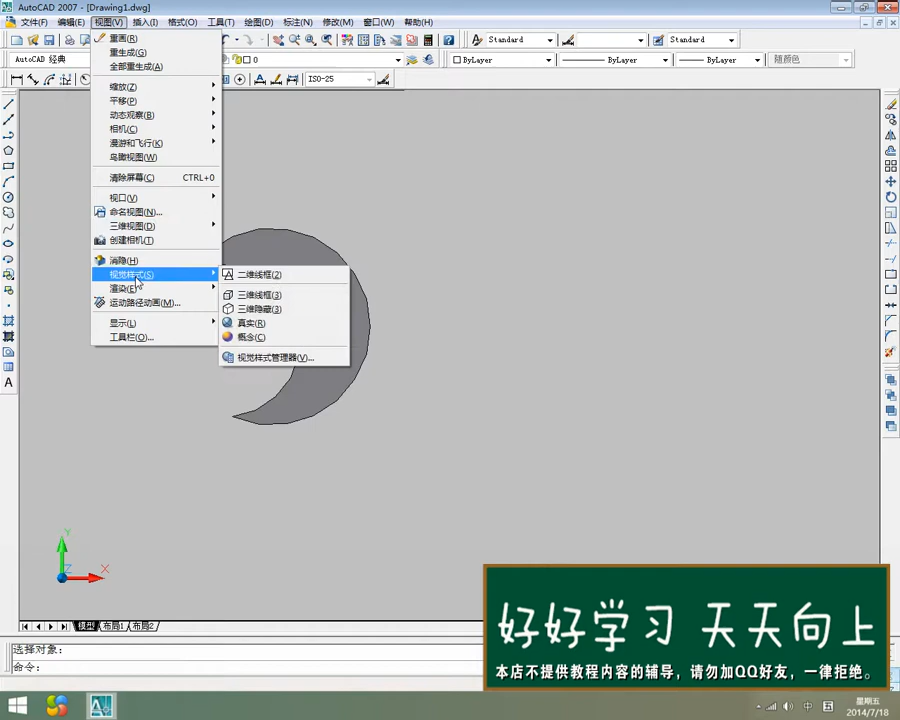 AutoCAD 2007 - [Drawing1.dwg]
文件(F) 编辑(E) 视图(V) 插入(I) 格式(O) 工具(T) 绘图(D) 标注(N) 修改(M) 窗口(W) 帮助(H)
重画(R)
Standard Standard
重生成(G)
AutoCAD 经典 0 ByLayer ByLayer ByLayer 随颜色
全部重生成(A)
ISO-25
缩放(Z)
平移(P)
动态观察(B)
相机(C)
漫游和飞行(K)
鸟瞰视图(W)
清除屏幕(C) CTRL+0
视口(V)
命名视图(N)...
三维视图(D)
创建相机(T)
消隐(H)
视觉样式(S) 二维线框(2)
渲染(E) 三维线框(3)
运动路径动画(M)... 三维隐藏(3)
显示(L) 真实(R)
工具栏(O)... 概念(C)
视觉样式管理器(V)...
Y
Z X
A
模型 布局1 布局2
好好学习 天天向上
选择对象:
命令:
本店不提供教程内容的辅导，请勿加QQ好友，一律拒绝。
中
星期五
2014/7/18